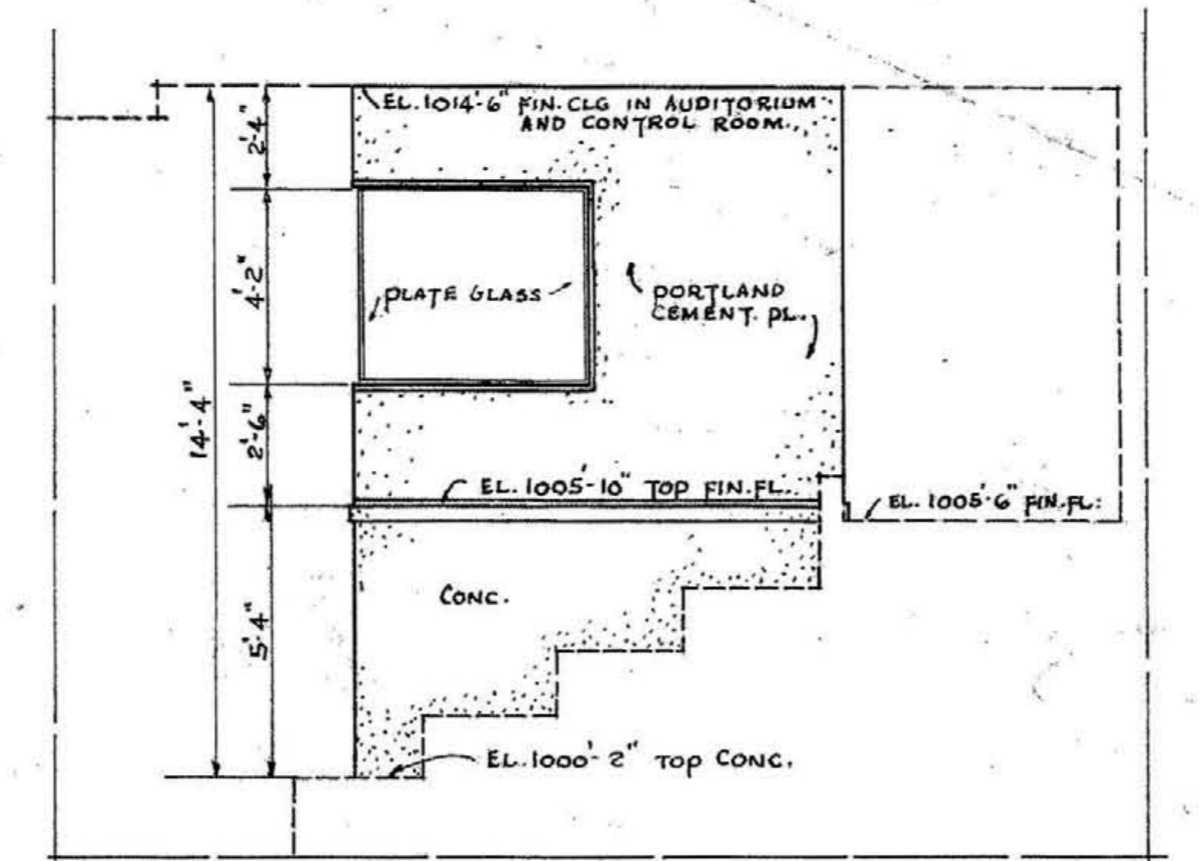 EL. 1014'-6" FIN. CLG IN AUDITORIUM
AND CONTROL ROOM.
2'-4"
4'-2"
PLATE GLASS
PORTLAND
CEMENT. PL.
14'-4"
2'-6"
EL. 1005'-10" TOP FIN. FL.
EL. 1005'-6" FIN. FL.
CONC.
5'-4"
EL. 1000'-2" TOP CONC.